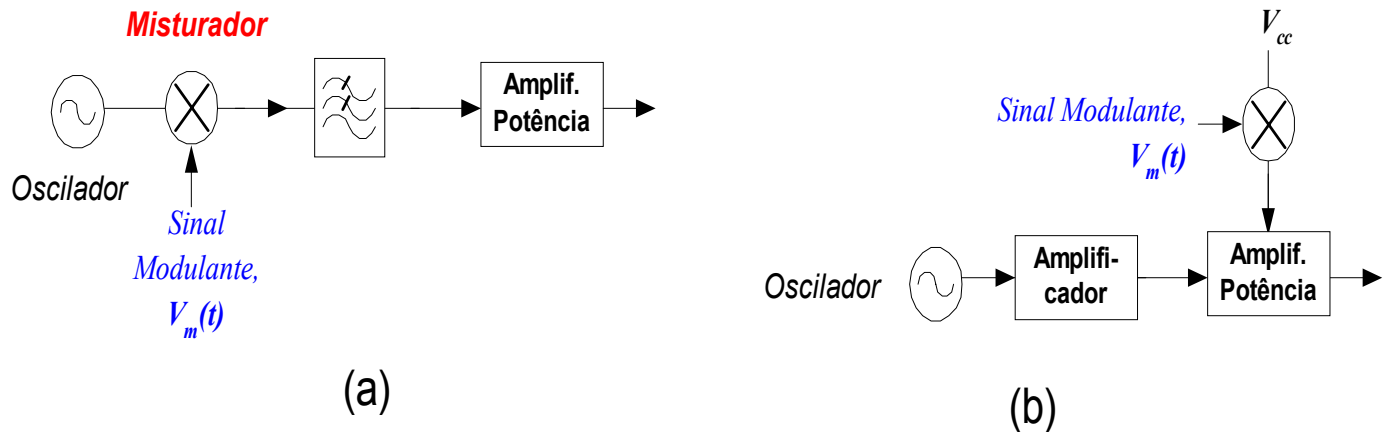 Misturador
Amplif.
Potência
Oscilador
Sinal
Modulante,
Vm(t)
(a)
Vcc
Sinal Modulante,
Vm(t)
Oscilador
Amplifi-
cador
Amplif.
Potência
(b)